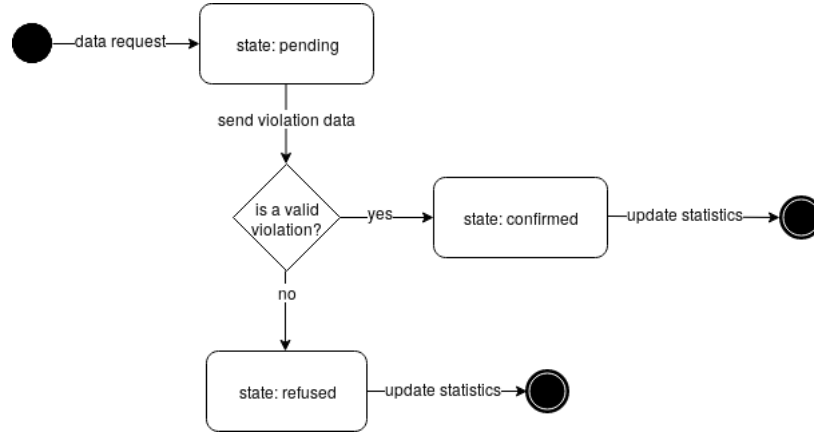 data request
state: pending
send violation data
is a valid
violation?
yes
state: confirmed
update statistics
no
state: refused
update statistics